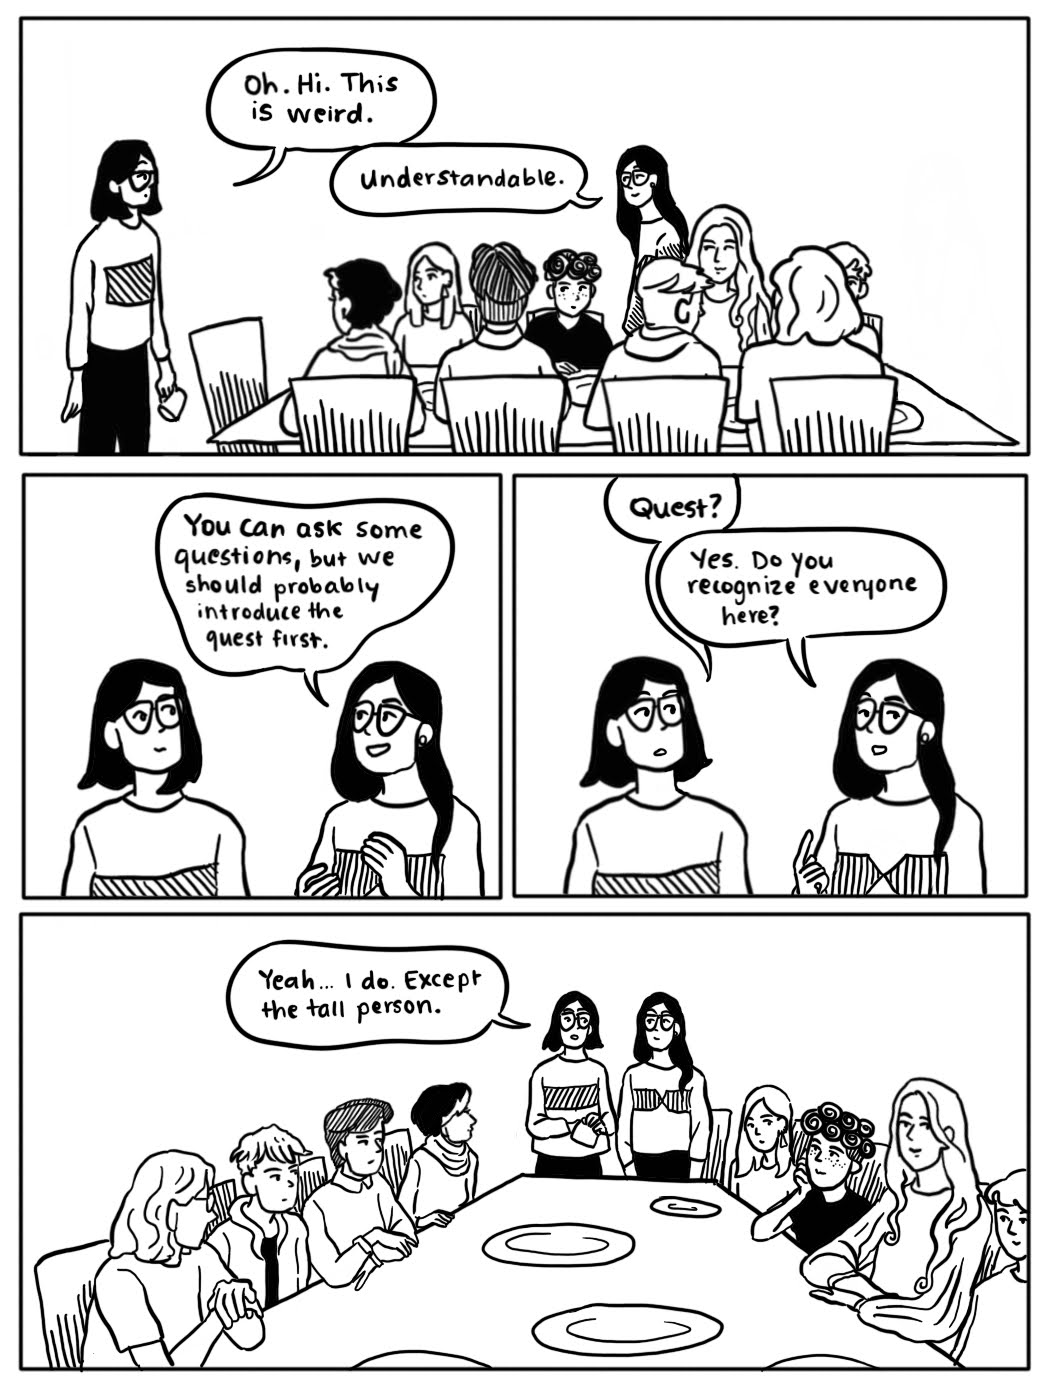 Oh. Hi. This
is weird.
Understandable.
You can ask some
questions, but we
should probably
introduce the
quest first.
Quest?
Yes. Do you
recognize everyone
here?
Yeah... I do. Except
the tall person.